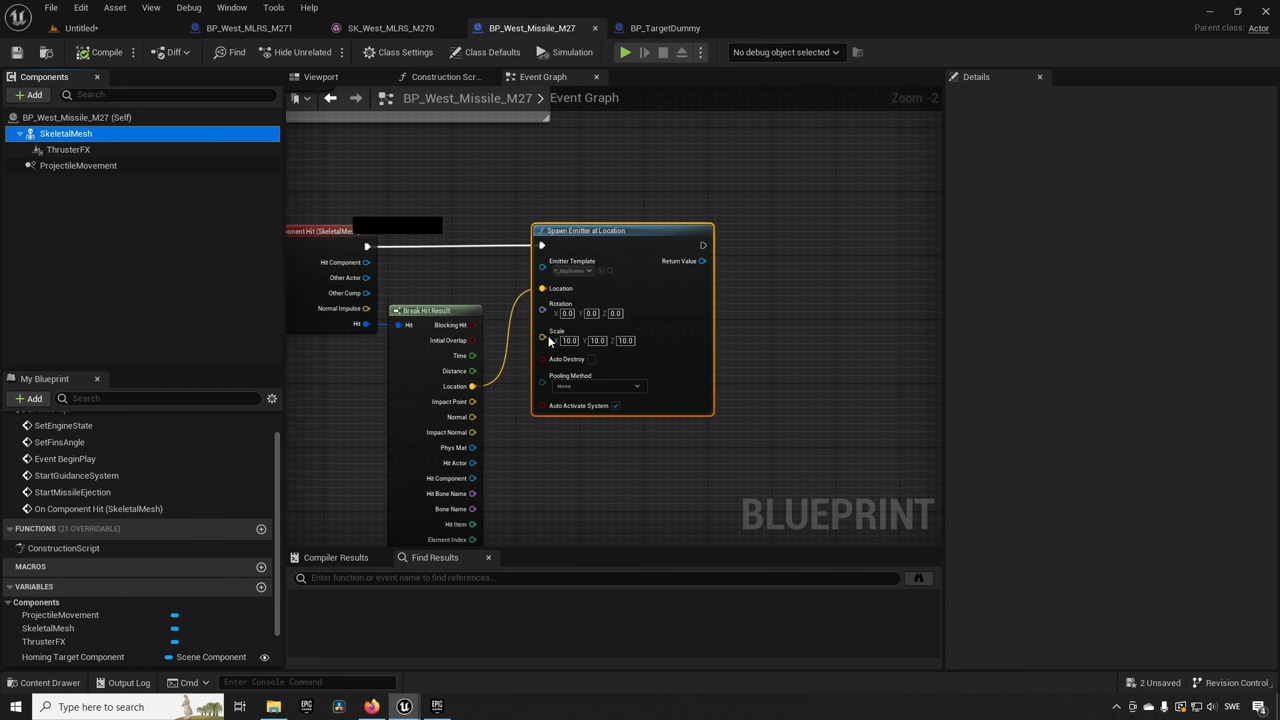 File Edit Asset View Debug Window Tools Help
Untitled•
BP_West_MLRS_M271
SK_West_MLRS_M270
BP_West_Missile_M27
BP_TargetDummy
Parent class: Actor
Compile
Diff
Find
Hide Unrelated
Class Settings
Class Defaults
Simulation
No debug object selected
Components
Viewport
Construction Scr...
Event Graph
Details
Add
Search
BP_West_Missile_M27 > Event Graph
Zoom -2
BP_West_Missile_M27 (Self)
SkeletalMesh
ThrusterFX
ProjectileMovement
onent Hit (SkeletalMes
Hit Component
Other Actor
Other Comp
Normal Impulse
Hit
Break Hit Result
Hit
Blocking Hit
Initial Overlap
Time
Distance
Location
Impact Point
Normal
Impact Normal
Phys Mat
Hit Actor
Hit Component
Hit Bone Name
Bone Name
Hit Item
Element Index
Spawn Emitter at Location
Emitter Template
P_Explosion
Return Value
Location
Rotation
X 0.0 Y 0.0 Z 0.0
Scale
X 10.0 Y 10.0 Z 10.0
Auto Destroy
Pooling Method
None
Auto Activate System
BLUEPRINT
My Blueprint
Add
Search
SetEngineState
SetFinsAngle
Event BeginPlay
StartGuidanceSystem
StartMissileEjection
On Component Hit (SkeletalMesh)
FUNCTIONS (21 OVERRIDABLE)
ConstructionScript
MACROS
VARIABLES
Components
ProjectileMovement
SkeletalMesh
ThrusterFX
Homing Target Component Scene Component
Compiler Results
Find Results
Enter function or event name to find references...
Content Drawer
Output Log
Cmd
Enter Console Command
2 Unsaved
Revision Control
Type here to search
SWE